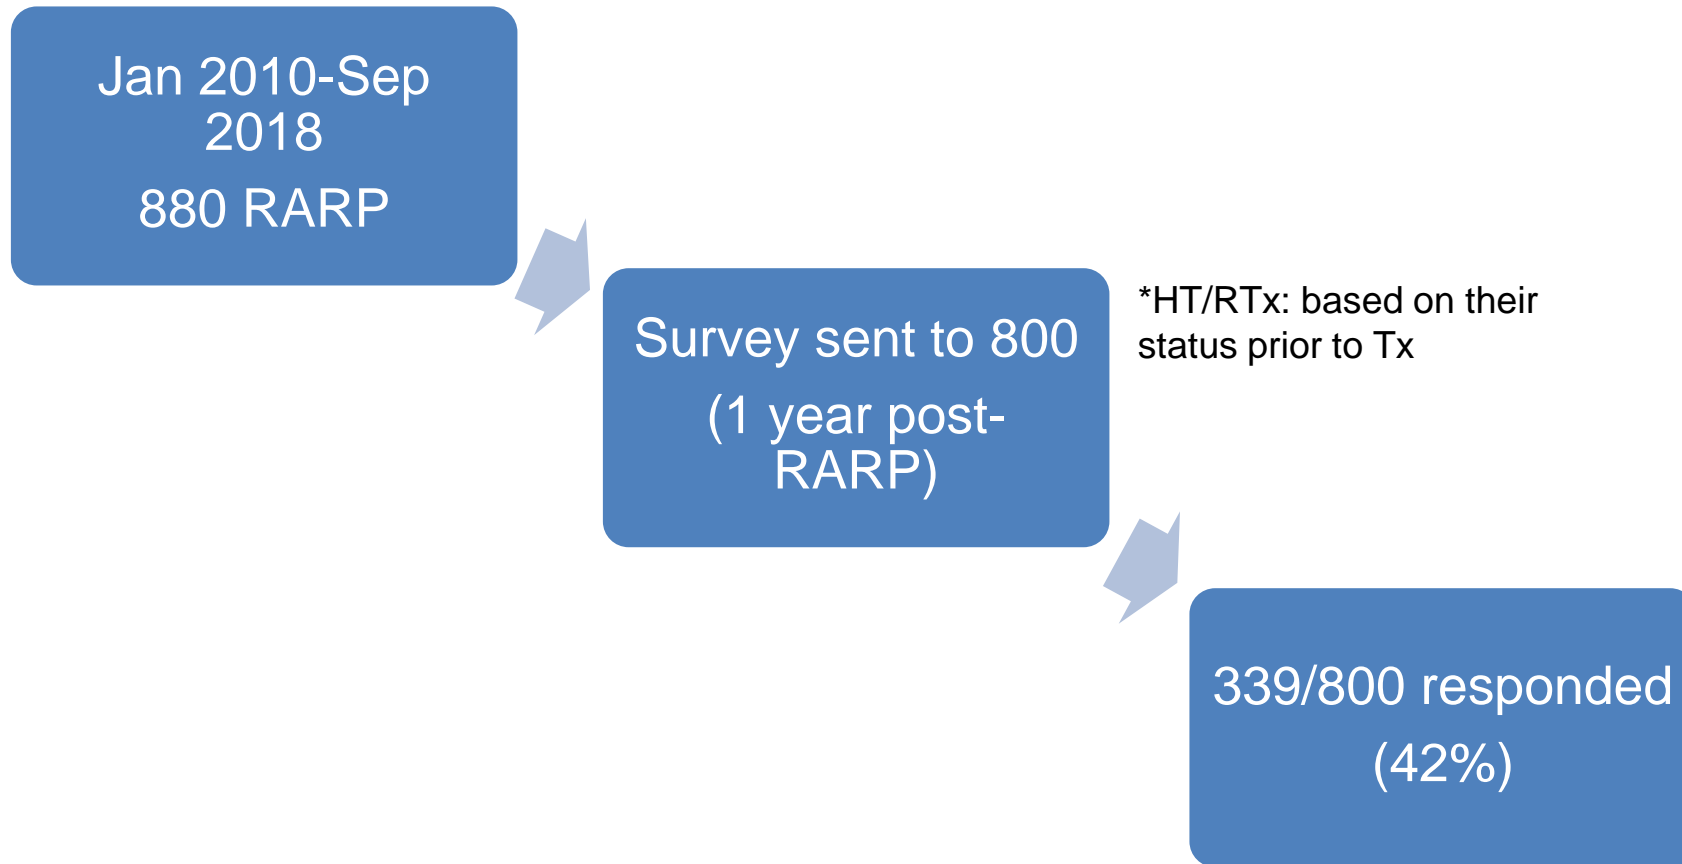 Jan 2010-Sep
2018
880 RARP
Survey sent to 800
(1 year post-
RARP)
*HT/RTx: based on their
status prior to Tx
339/800 responded
(42%)